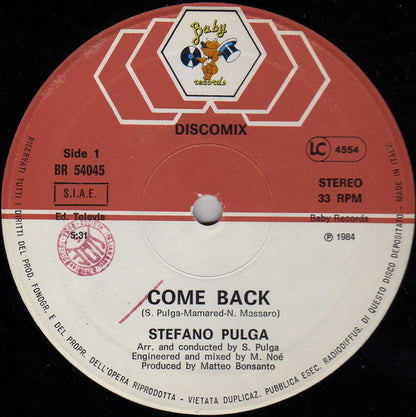 Baby
records
DISCOMIX
Side 1
BR 54045
S.I.A.E.
Ed. Televis
5:31
LC 4554
STEREO
33 RPM
Baby Records
℗ 1984
COME BACK
(S. Pulga-Mamared-N. Massaro)
STEFANO PULGA
Arr. and conducted by S. Pulga
Engineered and mixed by M. Noé
Produced by Matteo Bonsanto
RISERVATI TUTTI I DIRITTI DEL PROD. FONOGR. E DEL PROPR. DELL'OPERA RIPRODOTTA - VIETATA DUPLICAZ. PUBBLICA ESEC. RADIODIFFUS. DI QUESTO DISCO DEPOSITATO - MADE IN ITALY